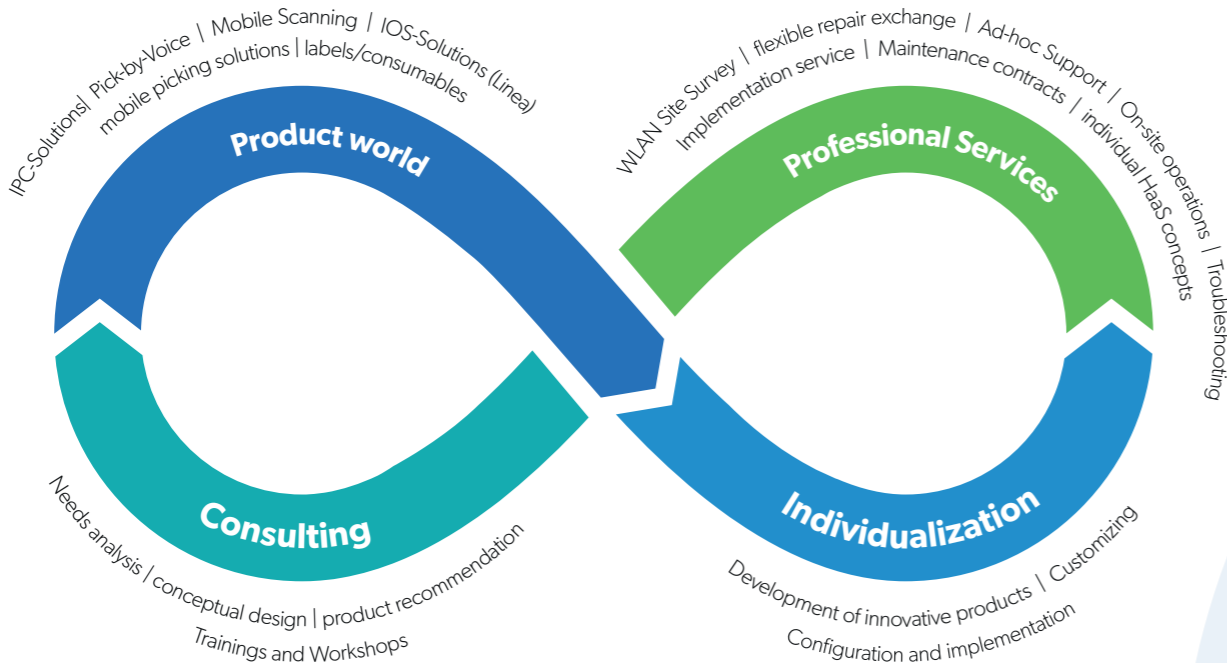 IPC-Solutions| Pick-by-Voice | Mobile Scanning | IOS-Solutions (Linea)
mobile picking solutions | labels/consumables
Product world
WLAN Site Survey | flexible repair exchange | Ad-hoc Support | On-site operations | Troubleshooting
Implementation service | Maintenance contracts | individual HaaS concepts
Professional Services
Consulting
Needs analysis | conceptual design | product recommendation
Trainings and Workshops
Individualization
Development of innovative products | Customizing
Configuration and implementation